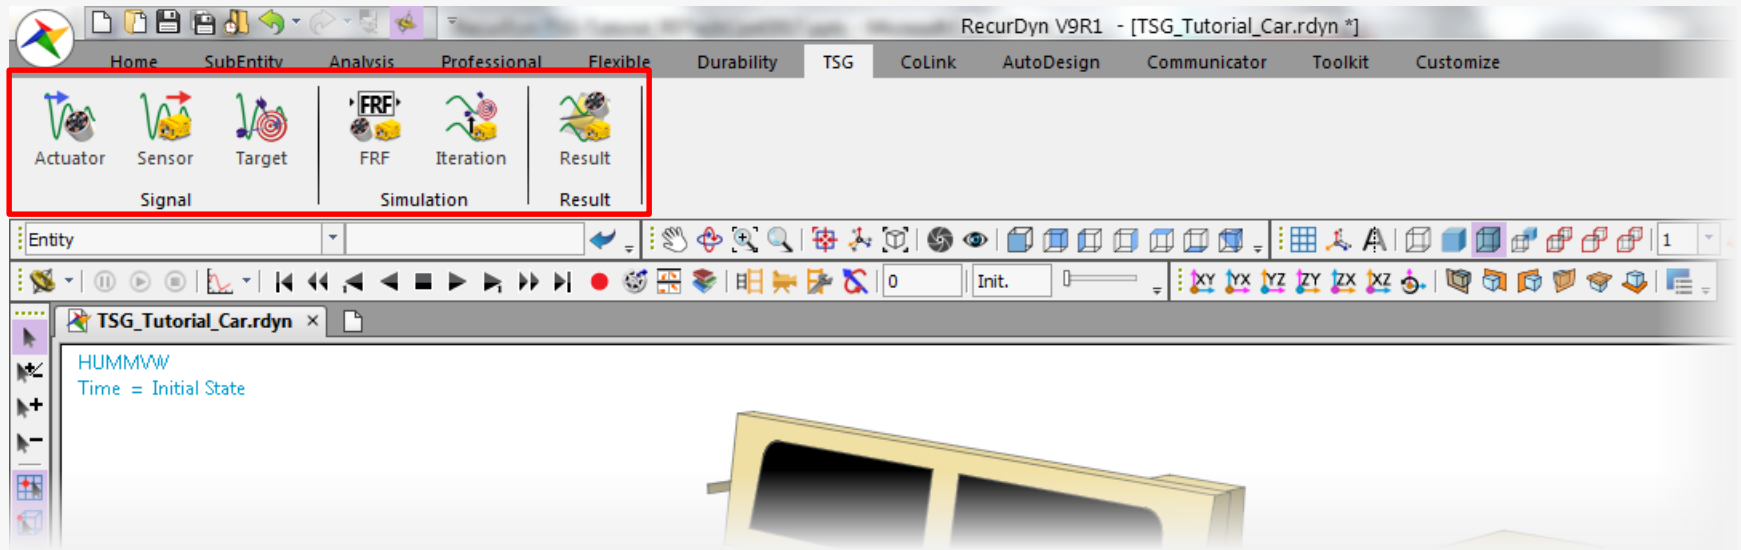 RecurDyn V9R1 - [TSG_Tutorial_Car.rdyn *]
Home SubEntity Analysis Professional Flexible Durability TSG CoLink AutoDesign Communicator Toolkit Customize
FRF
Actuator Sensor Target FRF Iteration Result
Signal Simulation Result
Entity 1
0 Init. XY YX YZ ZY ZX XZ
TSG_Tutorial_Car.rdyn
HUMMVW
Time = Initial State